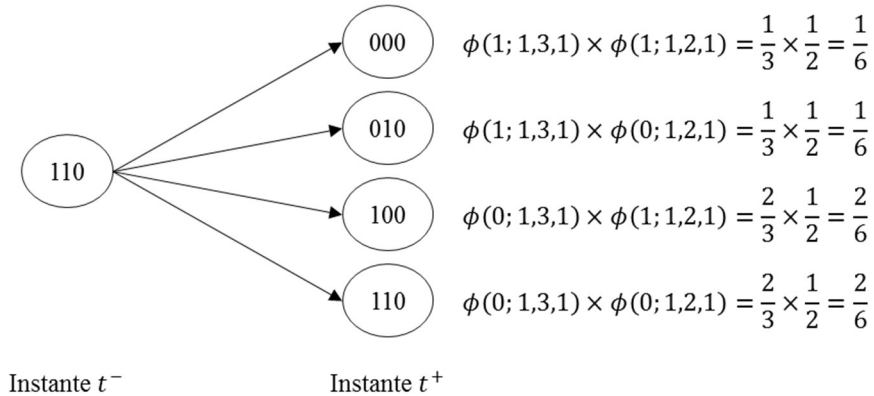 000 𝜙(1; 1,3,1) × 𝜙(1; 1,2,1) = 1/3 × 1/2 = 1/6
010 𝜙(1; 1,3,1) × 𝜙(0; 1,2,1) = 1/3 × 1/2 = 1/6
110
100 𝜙(0; 1,3,1) × 𝜙(1; 1,2,1) = 2/3 × 1/2 = 2/6
110 𝜙(0; 1,3,1) × 𝜙(0; 1,2,1) = 2/3 × 1/2 = 2/6
Instante 𝑡⁻ Instante 𝑡⁺